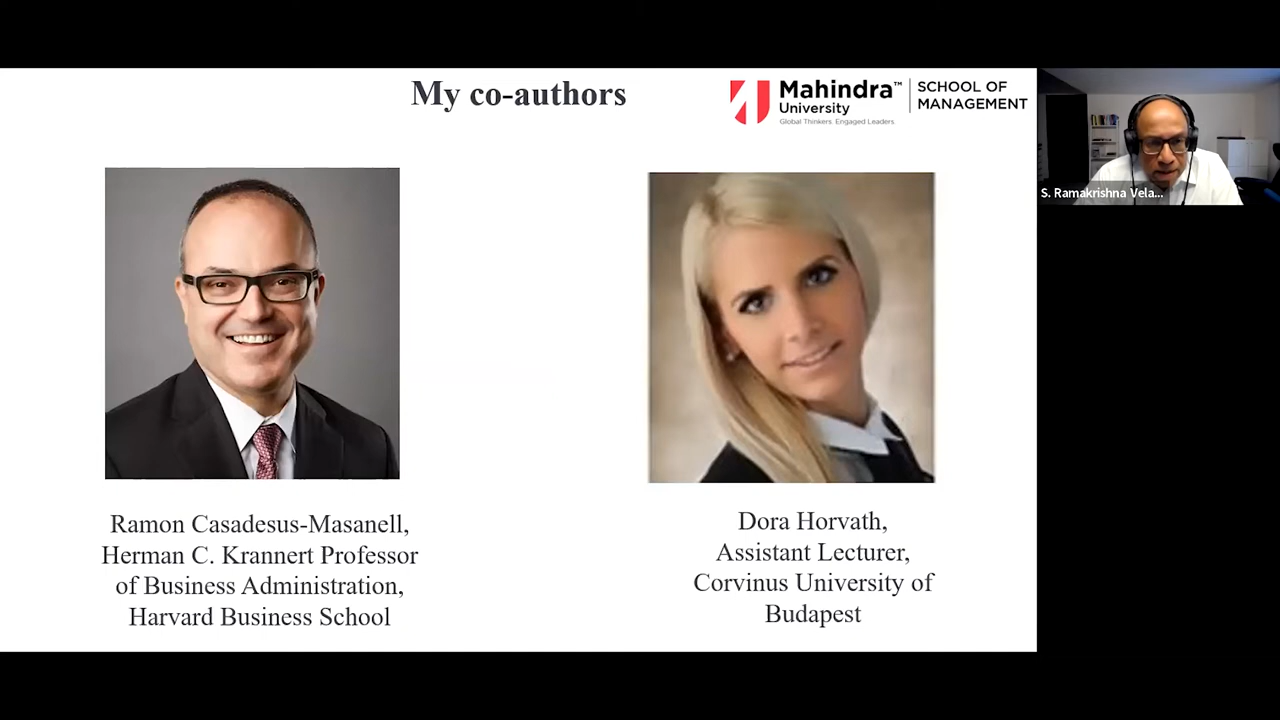 My co-authors
Mahindra™
University
Global Thinkers. Engaged Leaders.
SCHOOL OF
MANAGEMENT
S. Ramakrishna Vela...
Ramon Casadesus-Masanell,
Herman C. Krannert Professor
of Business Administration,
Harvard Business School
Dora Horvath,
Assistant Lecturer,
Corvinus University of
Budapest